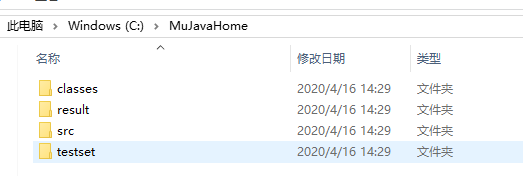 此电脑 › Windows (C:) › MuJavaHome
名称 修改日期 类型
classes 2020/4/16 14:29 文件夹
result 2020/4/16 14:29 文件夹
src 2020/4/16 14:29 文件夹
testset 2020/4/16 14:29 文件夹